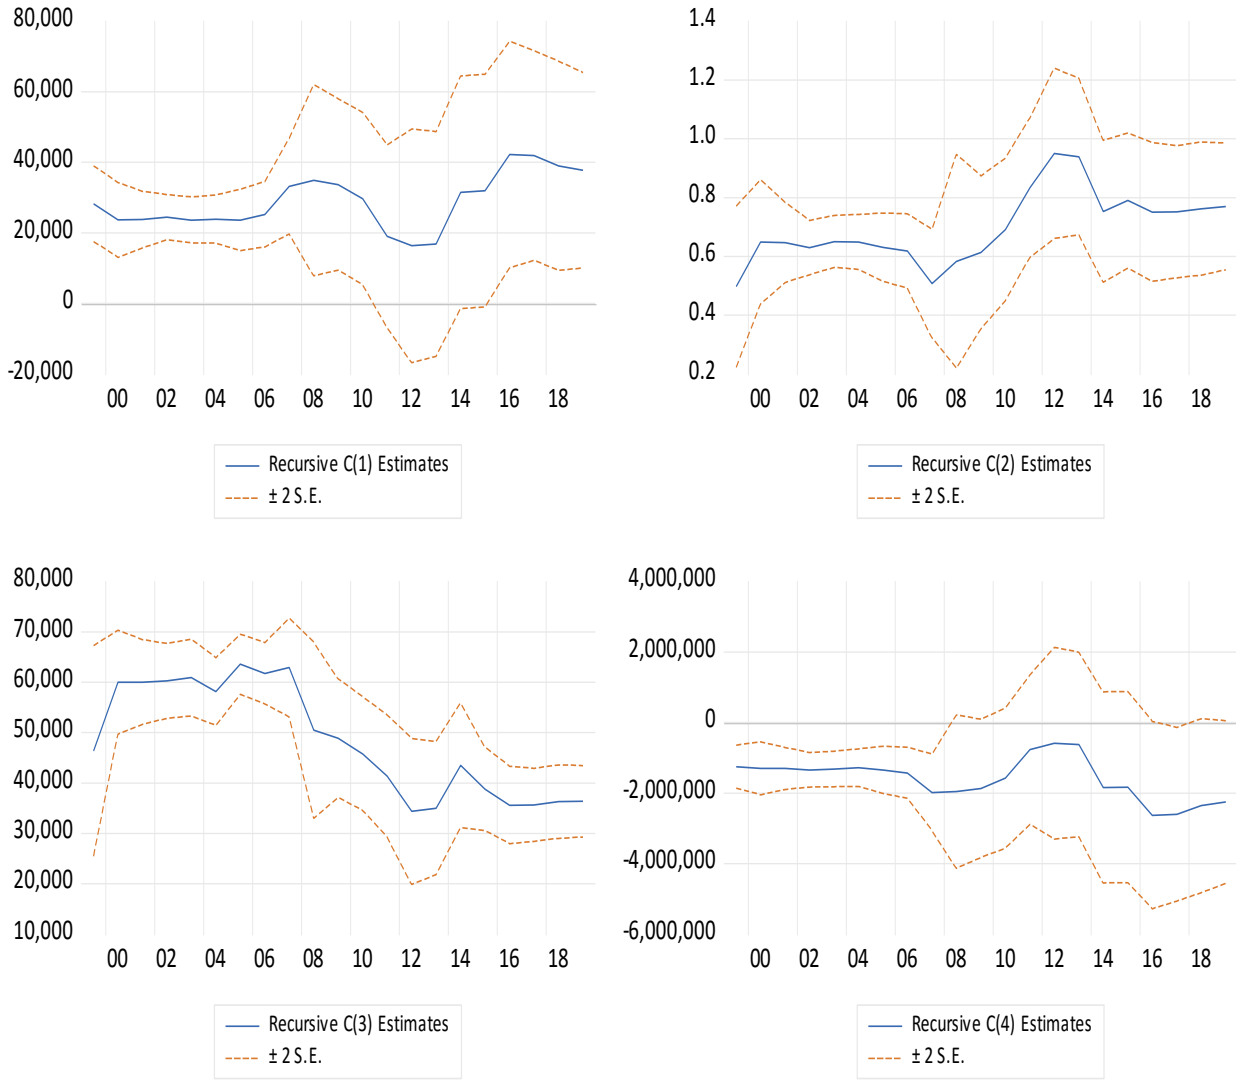 80,000
60,000
40,000
20,000
0
-20,000
00 02 04 06 08 10 12 14 16 18
Recursive C(1) Estimates
± 2 S.E.
1.4
1.2
1.0
0.8
0.6
0.4
0.2
00 02 04 06 08 10 12 14 16 18
Recursive C(2) Estimates
± 2 S.E.
80,000
70,000
60,000
50,000
40,000
30,000
20,000
10,000
00 02 04 06 08 10 12 14 16 18
Recursive C(3) Estimates
± 2 S.E.
4,000,000
2,000,000
0
-2,000,000
-4,000,000
-6,000,000
00 02 04 06 08 10 12 14 16 18
Recursive C(4) Estimates
± 2 S.E.